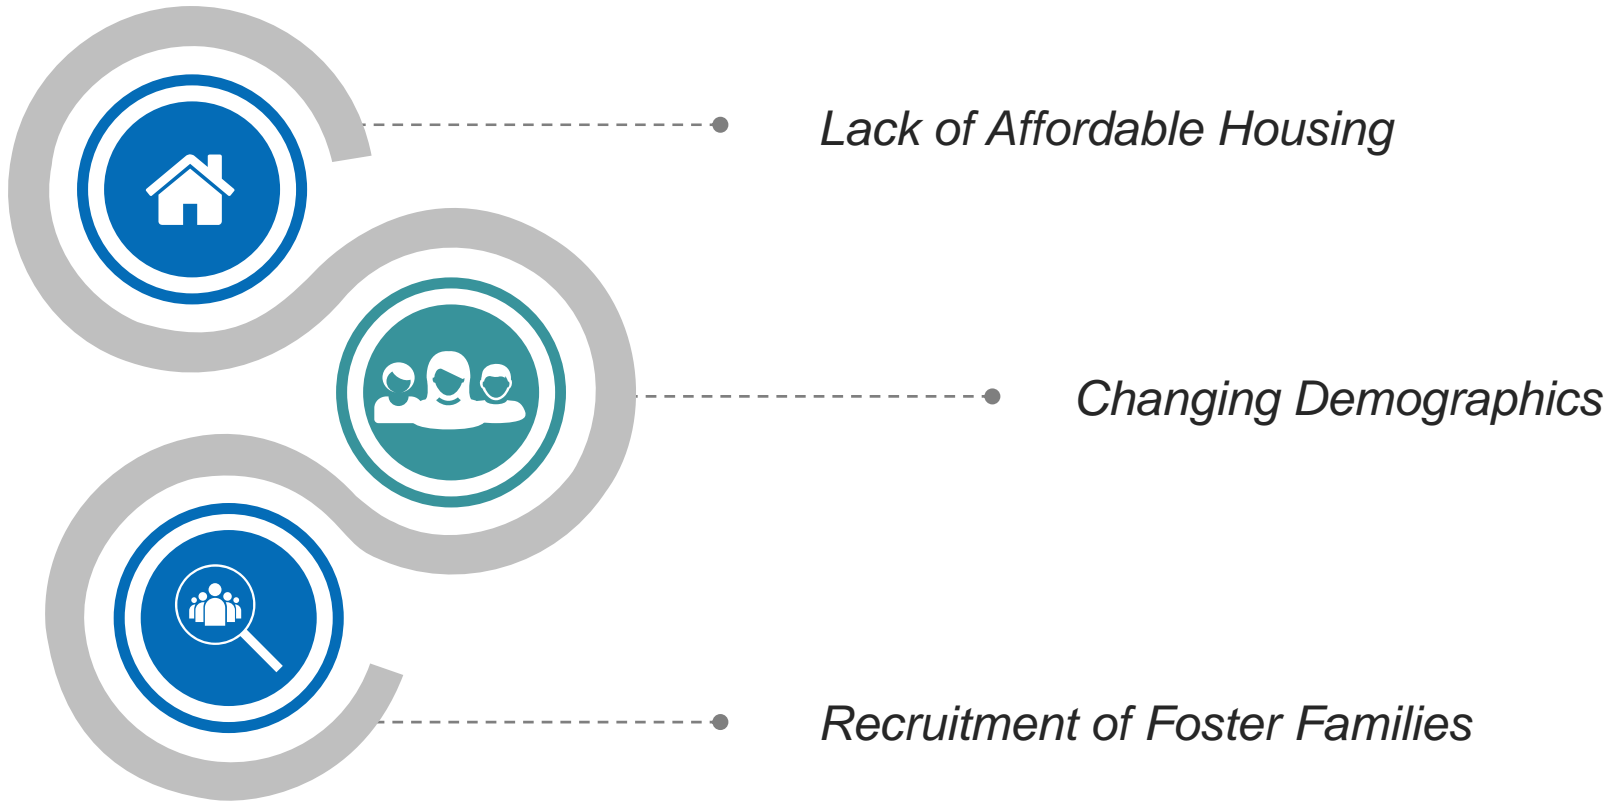 Lack of Affordable Housing
Changing Demographics
Recruitment of Foster Families